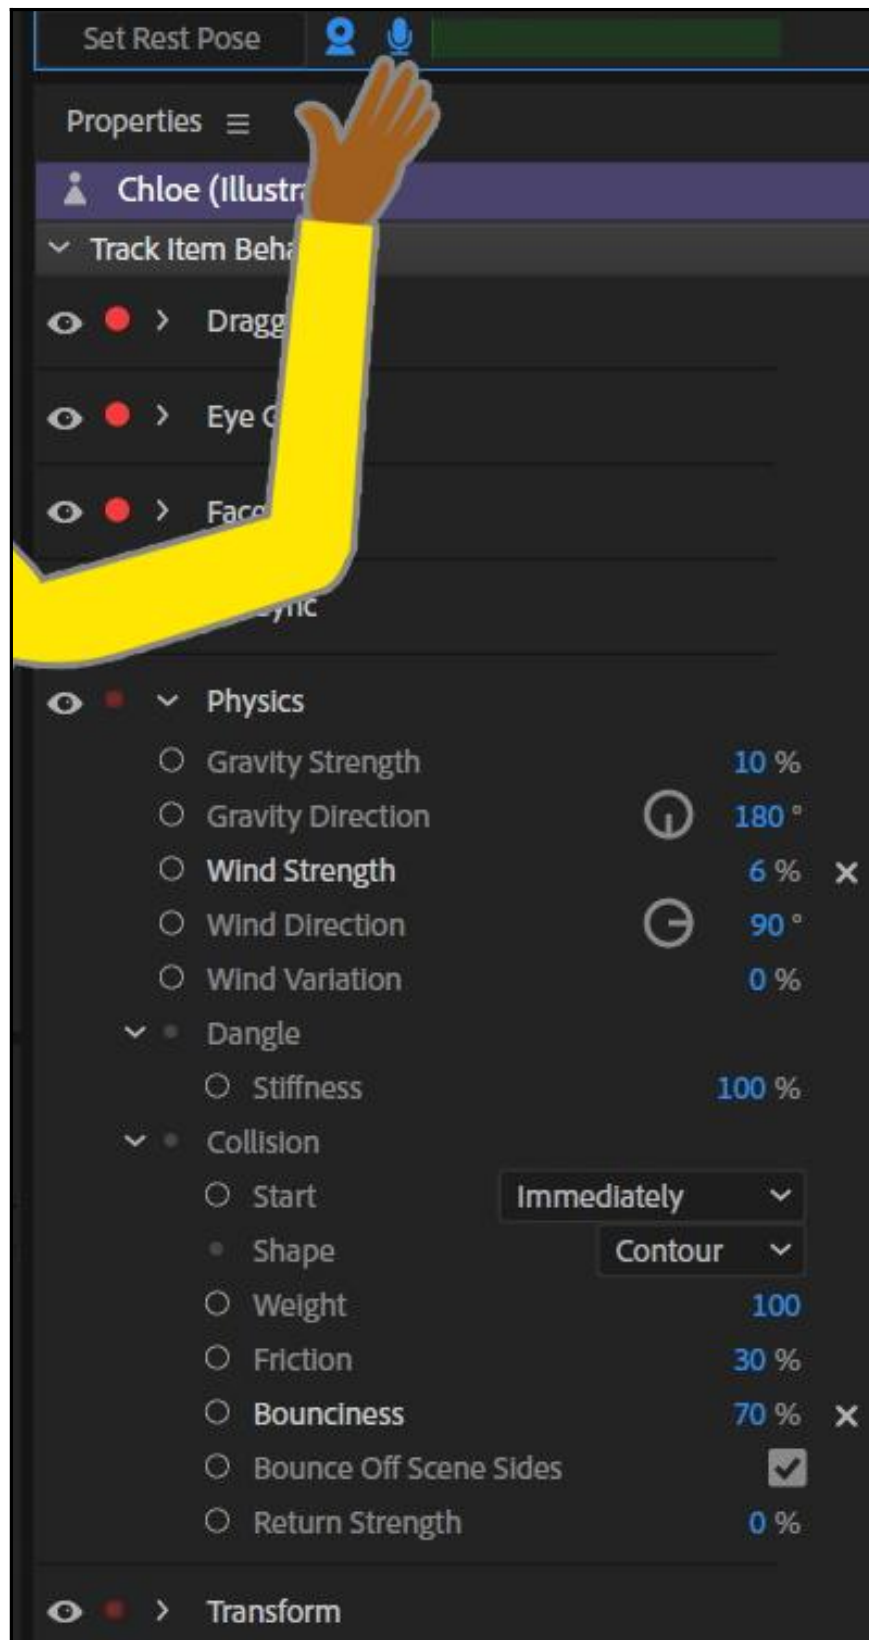 Set Rest Pose
Properties
Chloe (Illustra
Track Item Beha
Dragg
Eye G
Face
Sync
Physics
Gravity Strength 10 %
Gravity Direction 180 °
Wind Strength 6 %
Wind Direction 90 °
Wind Variation 0 %
Dangle
Stiffness 100 %
Collision
Start Immediately
Shape Contour
Weight 100
Friction 30 %
Bounciness 70 %
Bounce Off Scene Sides
Return Strength 0 %
Transform